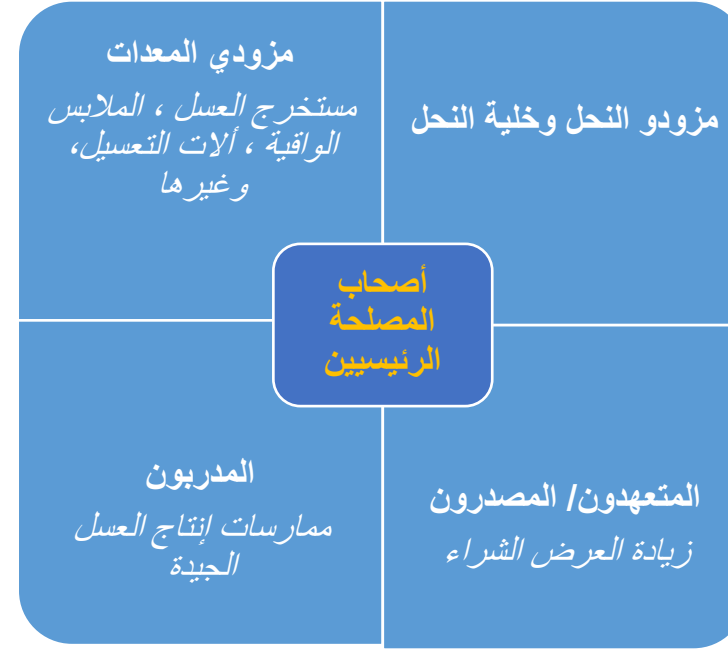 مزودو النحل وخلية النحل
مزودي المعدات
مستخرج العسل ، الملابس
الواقية ، ألات التعسيل،
وغيرها
أصحاب
المصلحة
الرئيسيين
المتعهدون/ المصدرون
زيادة العرض الشراء
المدربون
ممارسات إنتاج العسل
الجيدة